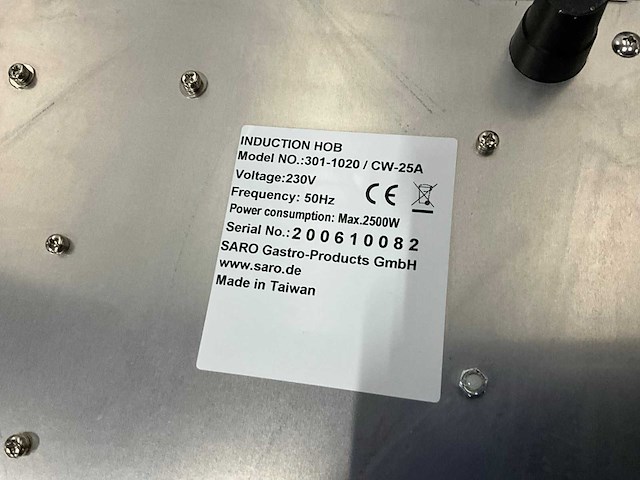 INDUCTION HOB
Model NO.:301-1020 / CW-25A
Voltage:230V
Frequency: 50Hz
CE
Power consumption: Max.2500W
Serial No.:200610082
SARO Gastro-Products GmbH
www.saro.de
Made in Taiwan